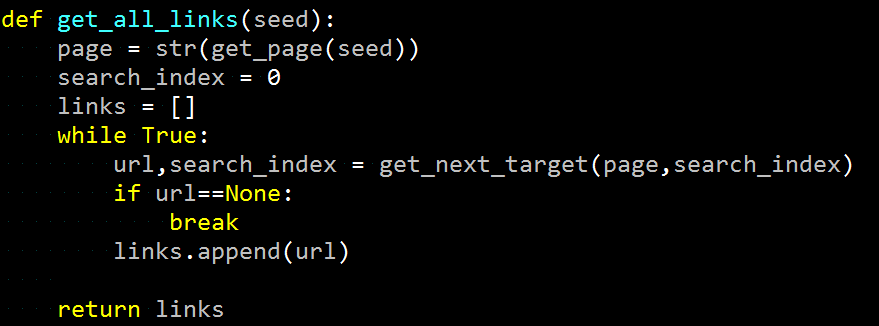 def get_all_links(seed):
    page = str(get_page(seed))
    search_index = 0
    links = []
    while True:
        url,search_index = get_next_target(page,search_index)
        if url==None:
            break
        links.append(url)

    return links